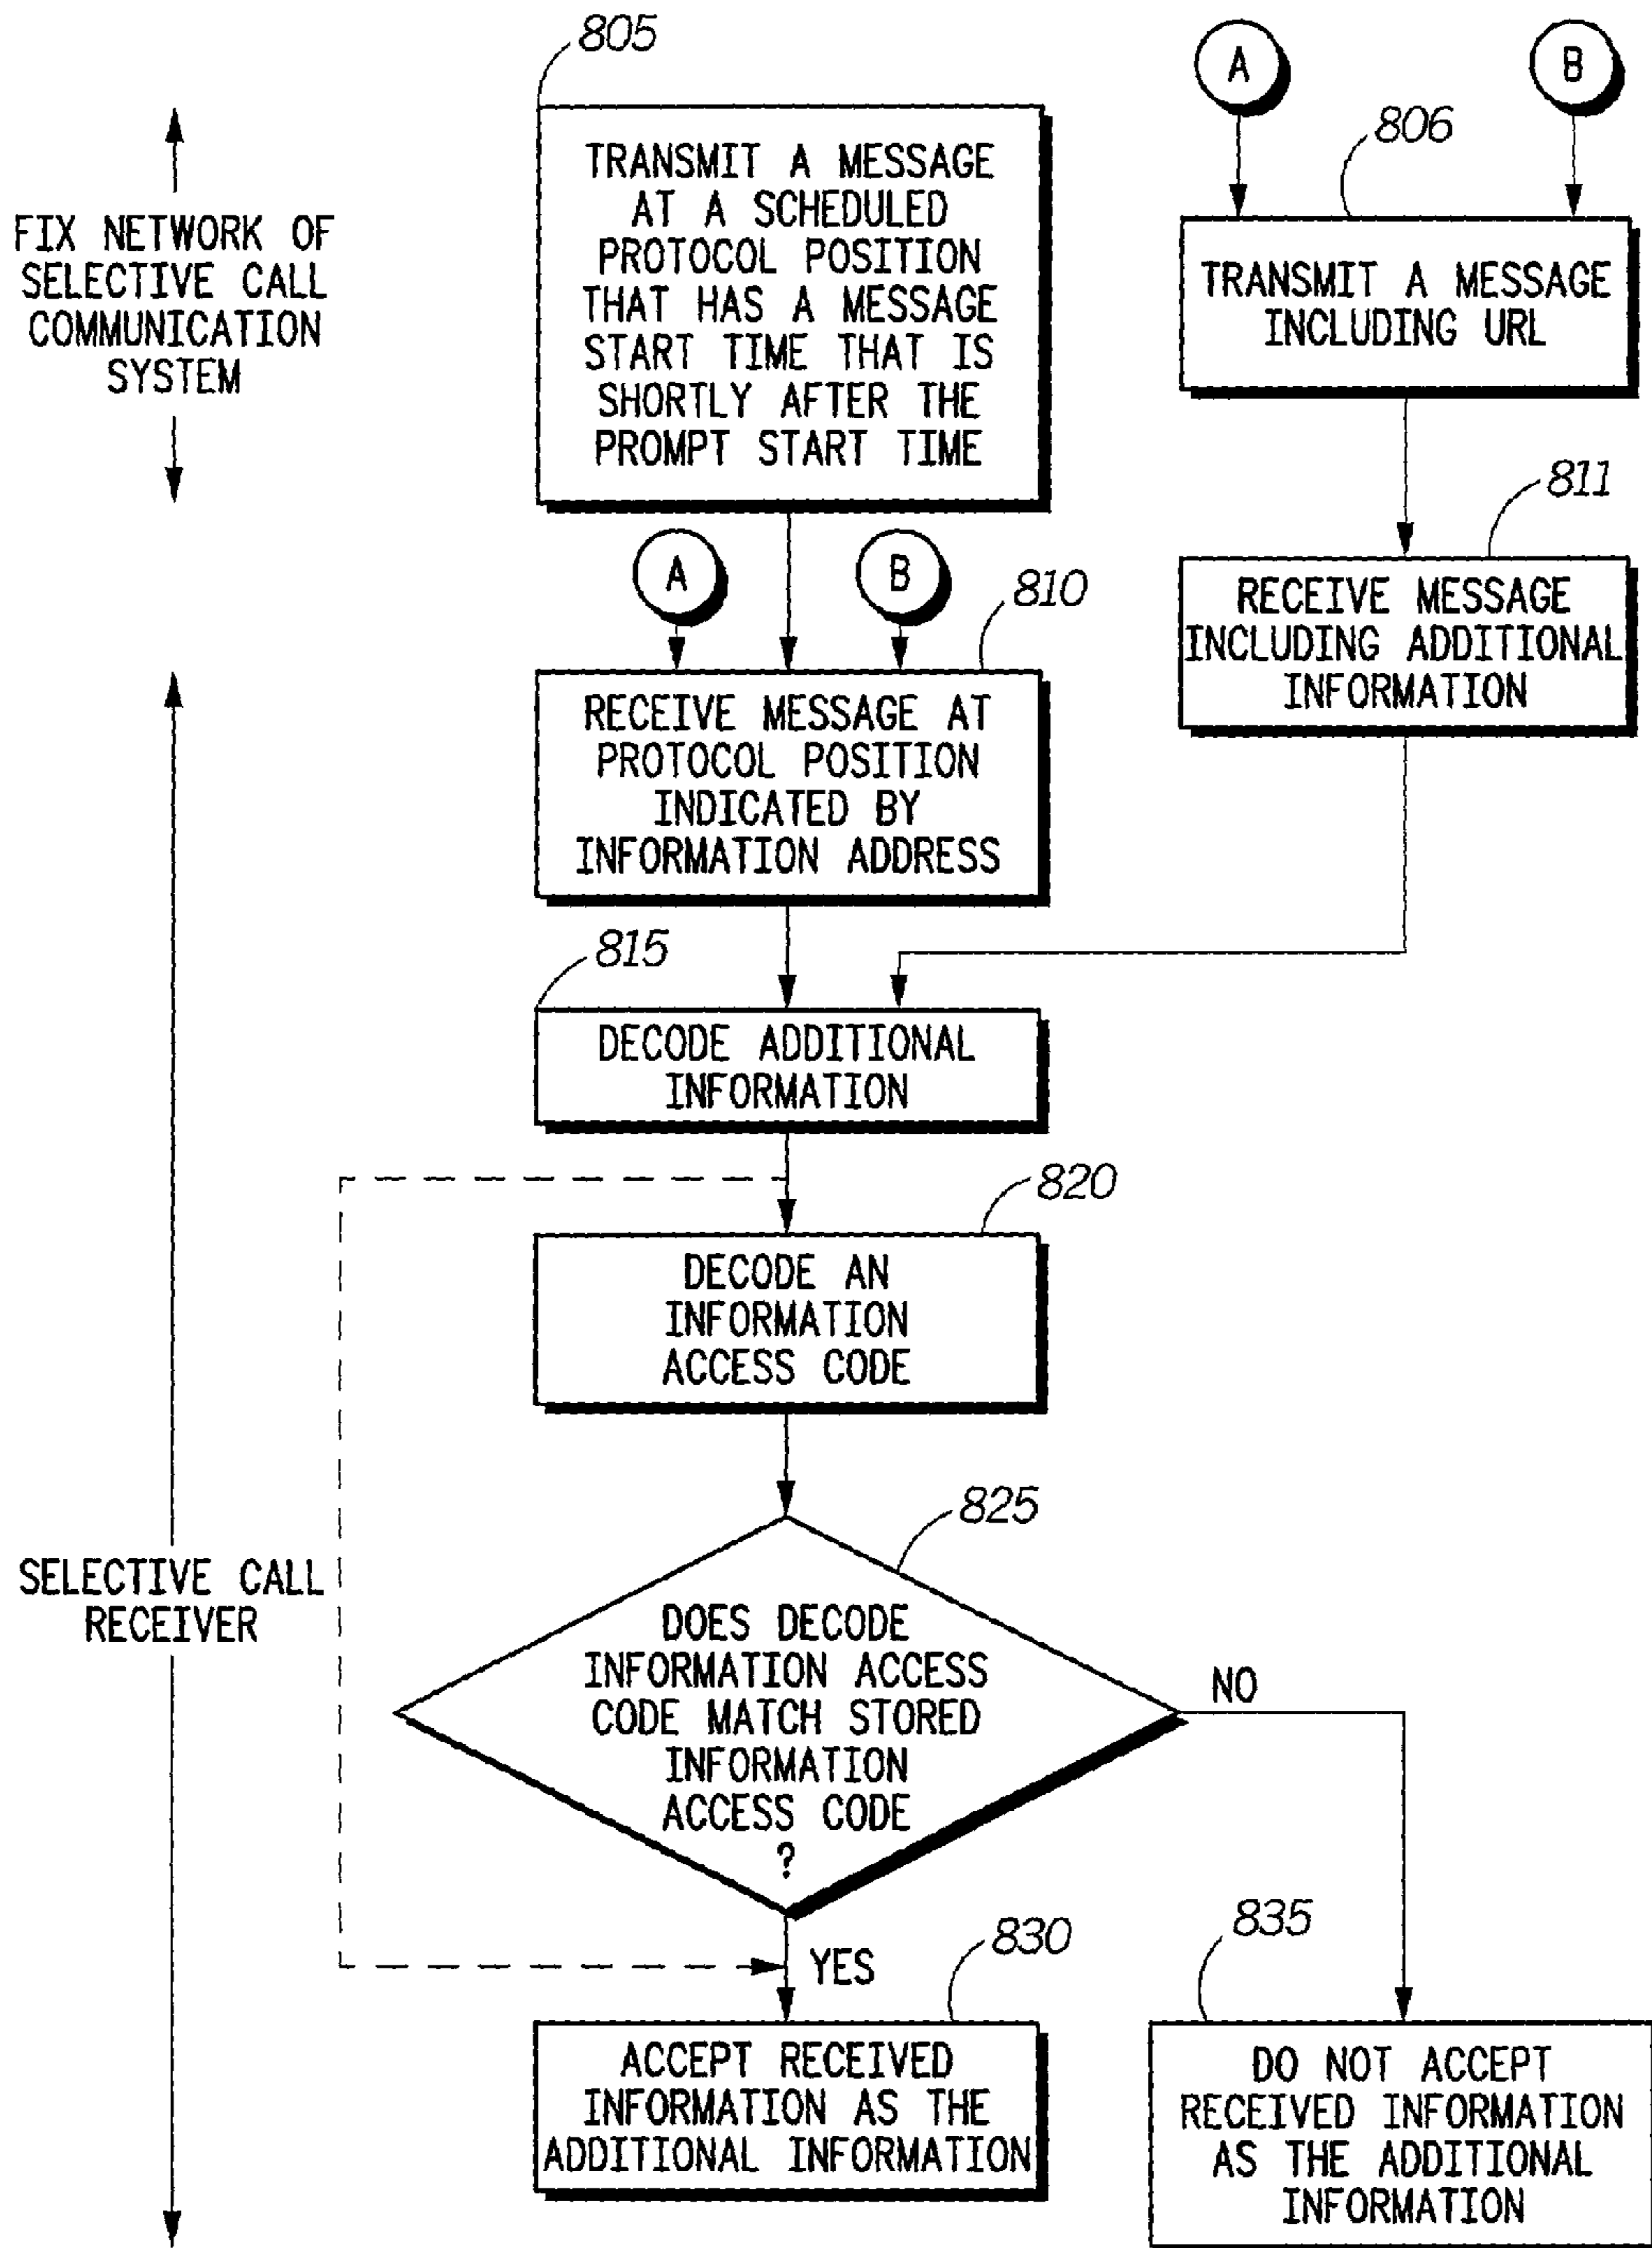 805
A
B
806
TRANSMIT A MESSAGE
AT A SCHEDULED
PROTOCOL POSITION
THAT HAS A MESSAGE
START TIME THAT IS
SHORTLY AFTER THE
PROMPT START TIME
FIX NETWORK OF
SELECTIVE CALL
COMMUNICATION
SYSTEM
TRANSMIT A MESSAGE
INCLUDING URL
811
A
B
810
RECEIVE MESSAGE
INCLUDING ADDITIONAL
INFORMATION
RECEIVE MESSAGE AT
PROTOCOL POSITION
INDICATED BY
INFORMATION ADDRESS
815
DECODE ADDITIONAL
INFORMATION
820
DECODE AN
INFORMATION
ACCESS CODE
825
SELECTIVE CALL
RECEIVER
DOES DECODE
INFORMATION ACCESS
CODE MATCH STORED
INFORMATION
ACCESS CODE
?
NO
YES
830
835
ACCEPT RECEIVED
INFORMATION AS THE
ADDITIONAL INFORMATION
DO NOT ACCEPT
RECEIVED INFORMATION
AS THE ADDITIONAL
INFORMATION